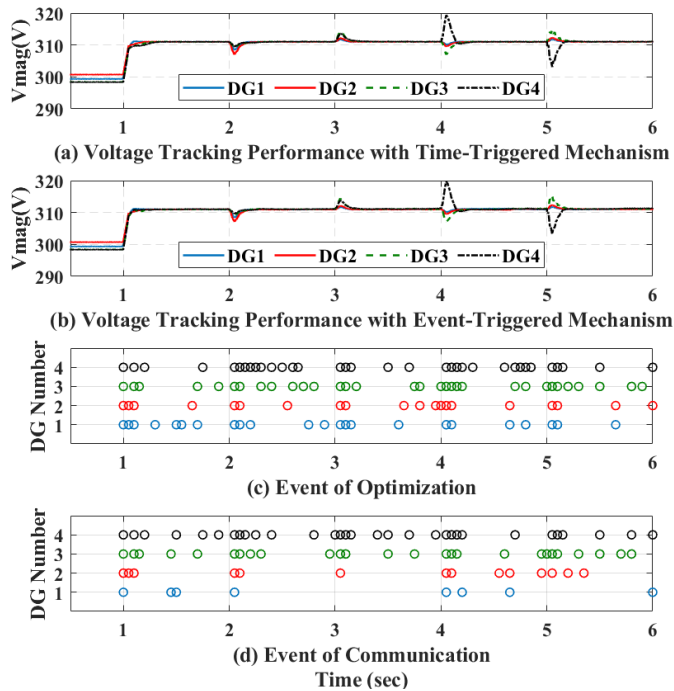 320
310
300
290
Vmag(V)
DG1 DG2 DG3 DG4
1 2 3 4 5 6
(a) Voltage Tracking Performance with Time-Triggered Mechanism
320
310
300
290
Vmag(V)
DG1 DG2 DG3 DG4
1 2 3 4 5 6
(b) Voltage Tracking Performance with Event-Triggered Mechanism
4
3
2
1
DG Number
1 2 3 4 5 6
(c) Event of Optimization
4
3
2
1
DG Number
1 2 3 4 5 6
(d) Event of Communication
Time (sec)